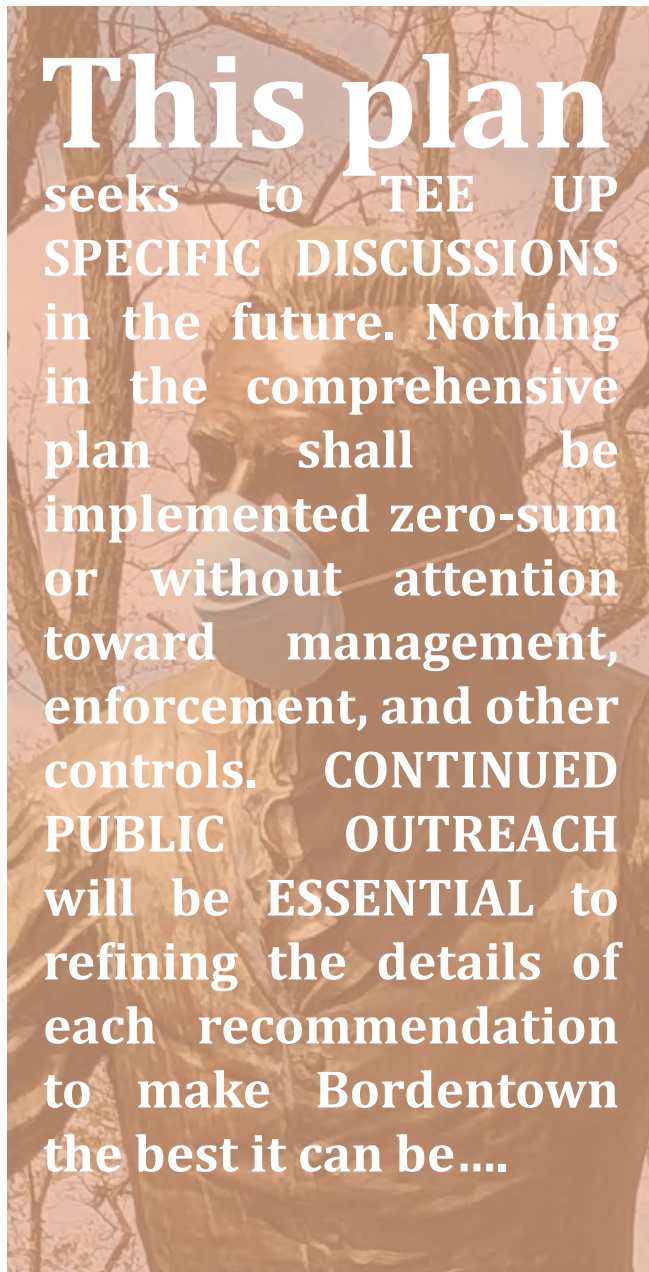 This plan
seeks to TEE UP
SPECIFIC DISCUSSIONS
in the future. Nothing
in the comprehensive
plan shall be
implemented zero-sum
or without attention
toward management,
enforcement, and other
controls. CONTINUED
PUBLIC OUTREACH
will be ESSENTIAL to
refining the details of
each recommendation
to make Bordentown
the best it can be....